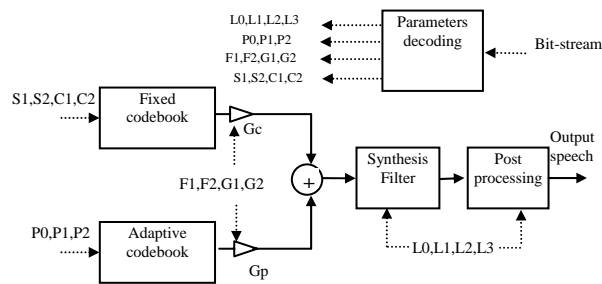 L0,L1,L2,L3
P0,P1,P2
F1,F2,G1,G2
S1,S2,C1,C2
Parameters
decoding
Bit-stream
S1,S2,C1,C2
Fixed
codebook
Gc
F1,F2,G1,G2
+
Synthesis
Filter
Post
processing
Output
speech
P0,P1,P2
Adaptive
codebook
Gp
L0,L1,L2,L3